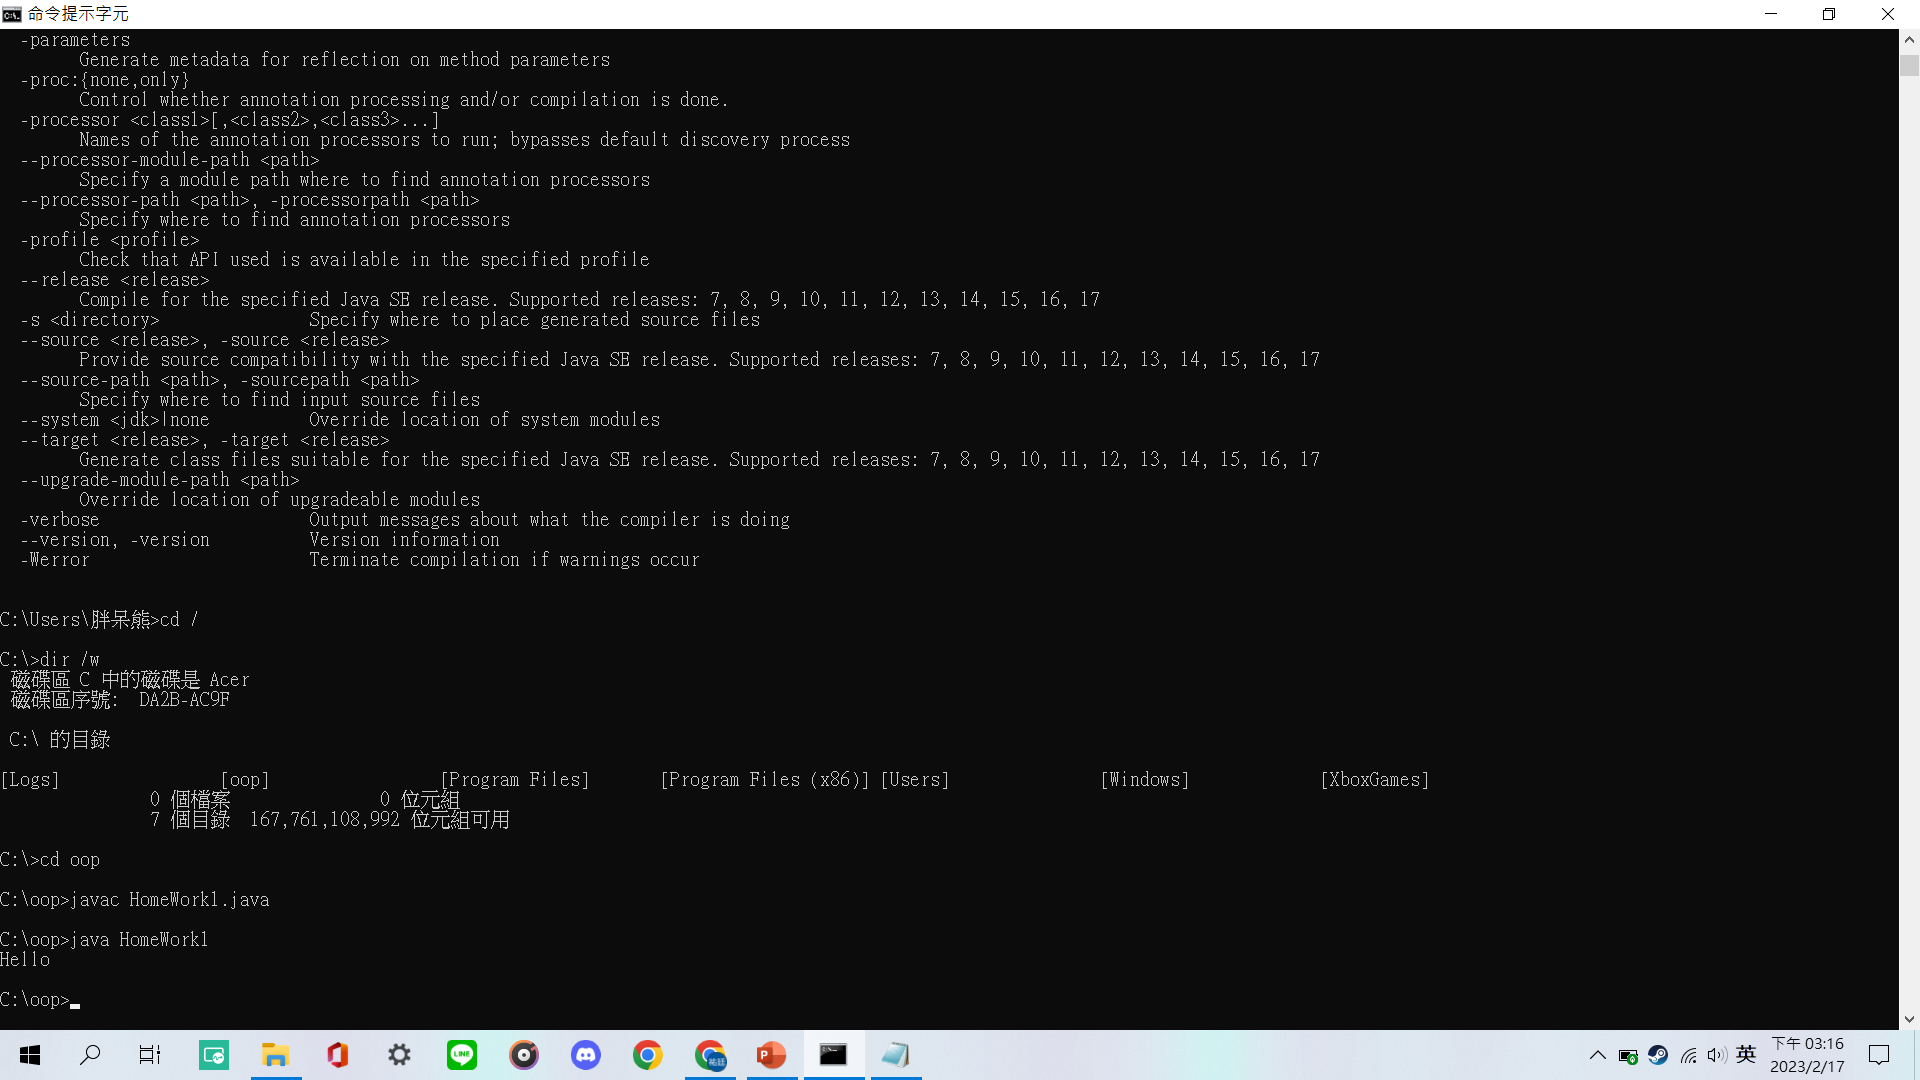 命令提示字元
-parameters
Generate metadata for reflection on method parameters
-proc:{none,only}
Control whether annotation processing and/or compilation is done.
-processor <class1>[,<class2>,<class3>...]
Names of the annotation processors to run; bypasses default discovery process
--processor-module-path <path>
Specify a module path where to find annotation processors
--processor-path <path>, -processorpath <path>
Specify where to find annotation processors
-profile <profile>
Check that API used is available in the specified profile
--release <release>
Compile for the specified Java SE release. Supported releases: 7, 8, 9, 10, 11, 12, 13, 14, 15, 16, 17
-s <directory> Specify where to place generated source files
--source <release>, -source <release>
Provide source compatibility with the specified Java SE release. Supported releases: 7, 8, 9, 10, 11, 12, 13, 14, 15, 16, 17
--source-path <path>, -sourcepath <path>
Specify where to find input source files
--system <jdk>|none Override location of system modules
--target <release>, -target <release>
Generate class files suitable for the specified Java SE release. Supported releases: 7, 8, 9, 10, 11, 12, 13, 14, 15, 16, 17
--upgrade-module-path <path>
Override location of upgradeable modules
-verbose Output messages about what the compiler is doing
--version, -version Version information
-Werror Terminate compilation if warnings occur
C:\Users\胖呆熊>cd /
C:\>dir /w
磁碟區 C 中的磁碟是 Acer
磁碟區序號: DA2B-AC9F
C:\ 的目錄
[Logs] [oop] [Program Files] [Program Files (x86)] [Users] [Windows] [XboxGames]
0 個檔案 0 位元組
7 個目錄 167,761,108,992 位元組可用
C:\>cd oop
C:\oop>javac HomeWork1.java
C:\oop>java HomeWork1
Hello
C:\oop>
英
下午 03:16
2023/2/17